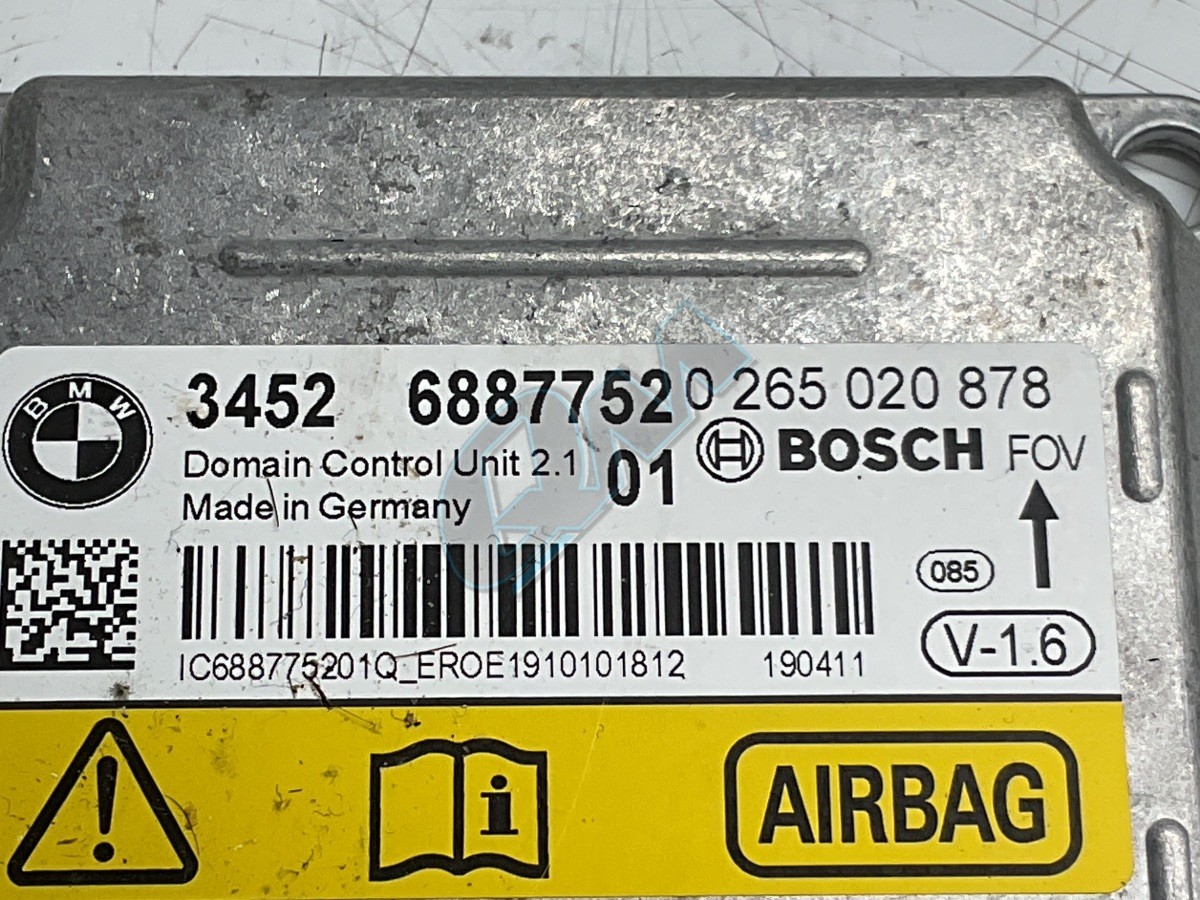 BMW
3452 6887752 0 265 020 878
Domain Control Unit 2.1 01 BOSCH FOV
Made in Germany
085
V-1.6
IC688775201Q_EROE1910101812 190411
i
AIRBAG